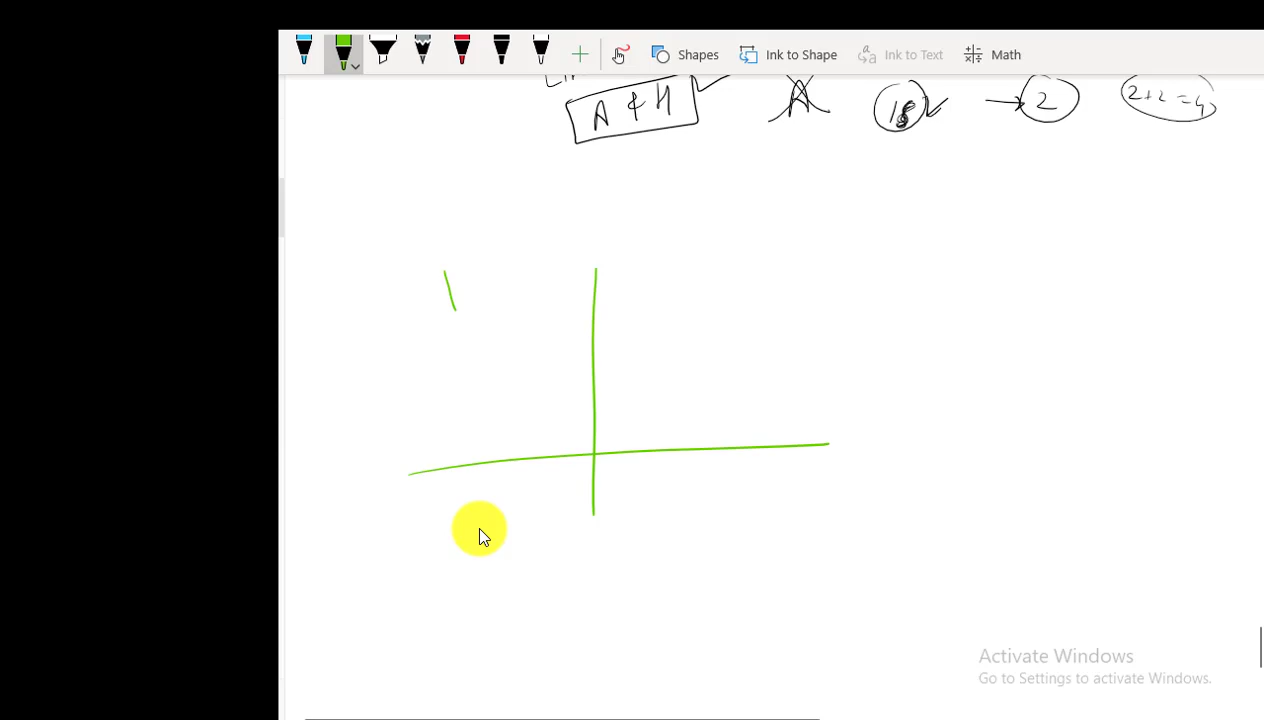 Shapes Ink to Shape Ink to Text Math
A & H A 18 → 2 2+2=4
Activate Windows
Go to Settings to activate Windows.